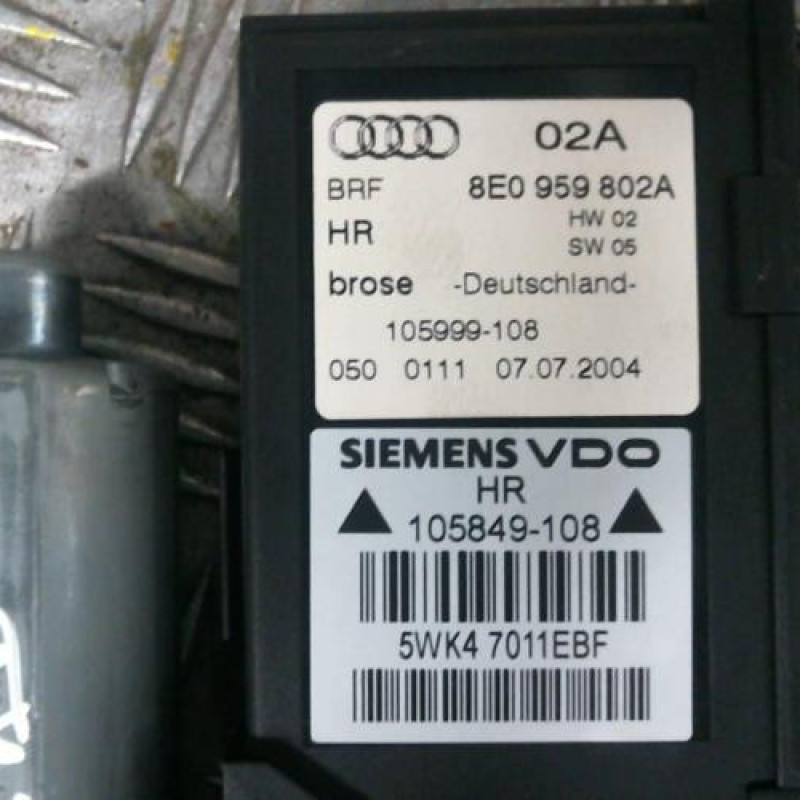 02A
BRF 8E0 959 802A
HR HW 02
SW 05
brose -Deutschland-
105999-108
050 0111 07.07.2004
SIEMENS VDO
HR
105849-108
5WK4 7011EBF